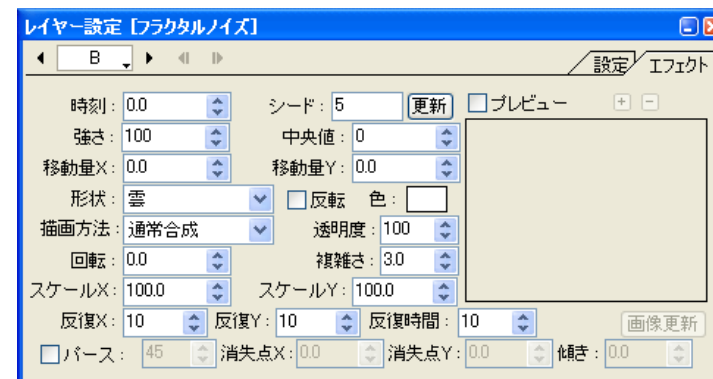 レイヤー設定 [フラクタルノイズ]
B
設定 エフェクト
時刻: 0.0 シード: 5 更新 プレビュー
強さ: 100 中央値: 0
移動量X: 0.0 移動量Y: 0.0
形状: 雲 反転 色:
描画方法: 通常合成 透明度: 100
回転: 0.0 複雑さ: 3.0
スケールX: 100.0 スケールY: 100.0
反復X: 10 反復Y: 10 反復時間: 10 画像更新
パース: 45 消失点X: 0.0 消失点Y: 0.0 傾き: 0.0